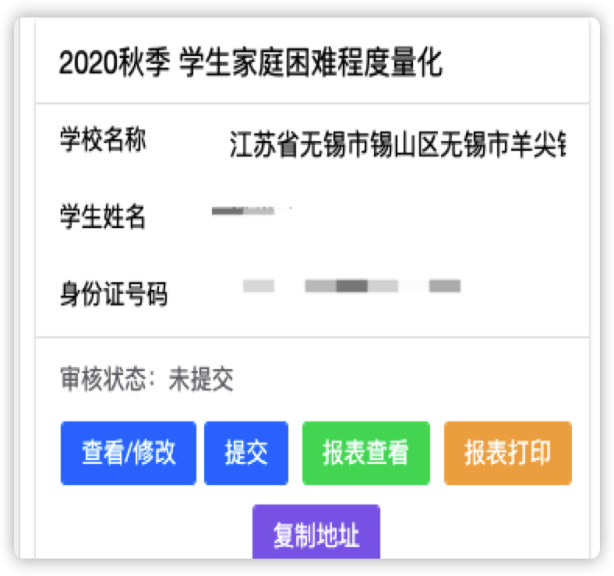 2020秋季 学生家庭困难程度量化
学校名称 江苏省无锡市锡山区无锡市羊尖
学生姓名
身份证号码
审核状态：未提交
查看/修改 提交 报表查看 报表打印
复制地址